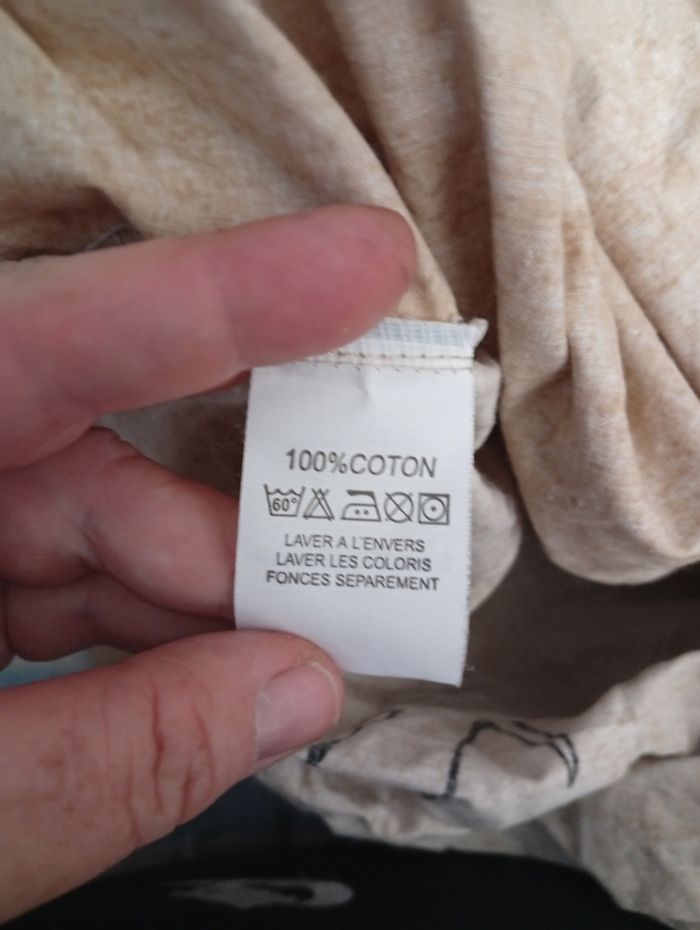 100%COTON
60°
LAVER A L'ENVERS
LAVER LES COLORIS
FONCES SEPAREMENT